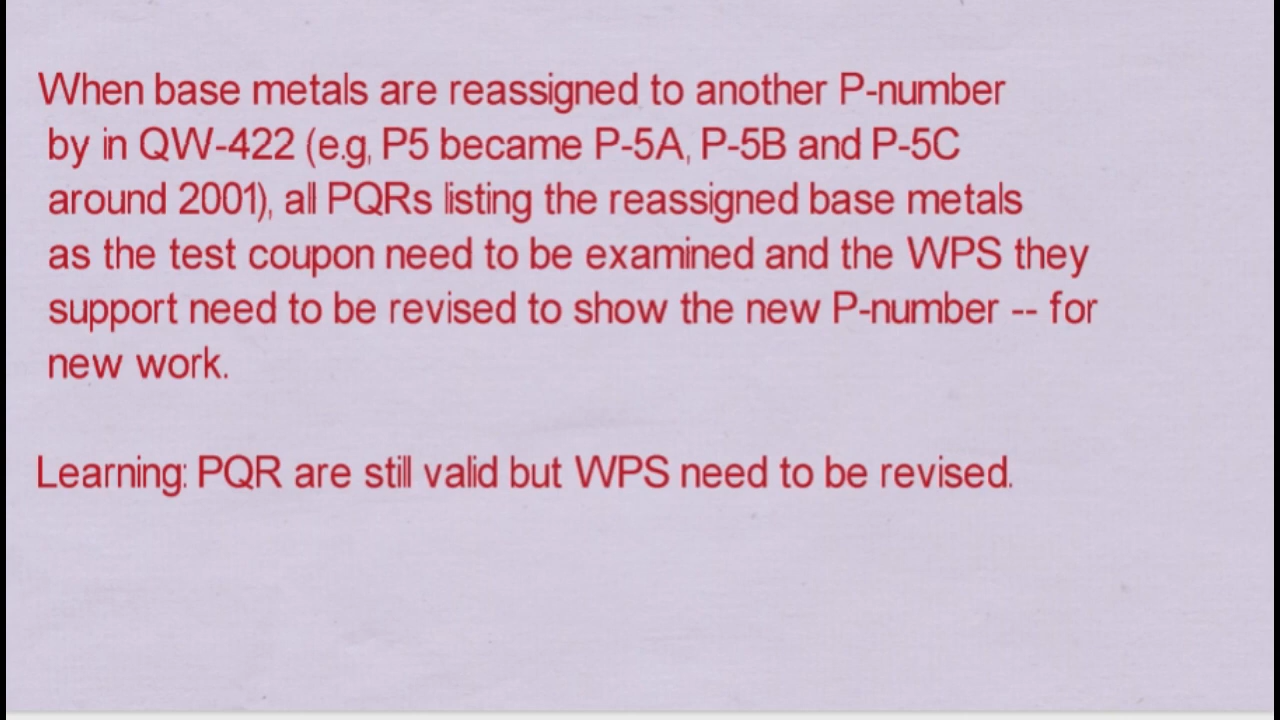 When base metals are reassigned to another P-number
by in QW-422 (e.g, P5 became P-5A, P-5B and P-5C
around 2001), all PQRs listing the reassigned base metals
as the test coupon need to be examined and the WPS they
support need to be revised to show the new P-number -- for
new work.
Learning: PQR are still valid but WPS need to be revised.